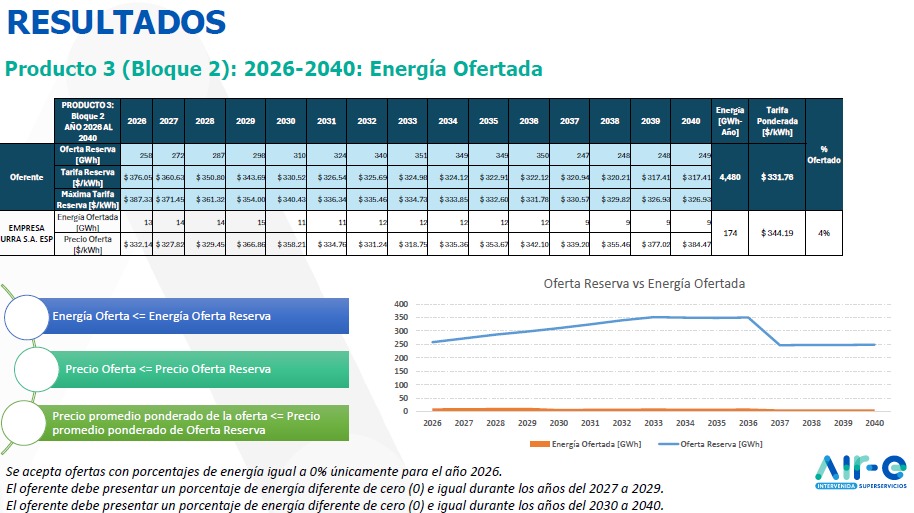 RESULTADOS
Producto 3 (Bloque 2): 2026-2040: Energía Ofertada
PRODUCTO 3: Bloque 2 AÑO 2026 AL 2040 2026 2027 2028 2029 2030 2031 2032 2033 2034 2035 2036 2037 2038 2039 2040 Energía [GWh-Año] Tarifa Ponderada [$/kWh] % Ofertado
Oferente
Oferta Reserva [GWh] 258 272 287 298 310 324 340 351 349 349 350 247 248 248 249
Tarifa Reserva [$/kWh] $ 376.05 $ 360.63 $ 350.80 $ 343.69 $ 330.52 $ 326.54 $ 325.69 $ 324.98 $ 324.12 $ 322.91 $ 322.12 $ 320.94 $ 320.21 $ 317.41 $ 317.41 4,480 $ 331.76
Máxima Tarifa Reserva [$/kWh] $ 387.33 $ 371.45 $ 361.32 $ 354.00 $ 340.43 $ 336.34 $ 335.46 $ 334.73 $ 333.85 $ 332.60 $ 331.78 $ 330.57 $ 329.82 $ 326.93 $ 326.93
EMPRESA URRA S.A. ESP
Energía Ofertada [GWh] 13 14 14 15 11 11 12 12 12 12 12 9 9 9 9
174 $ 344.19 4%
Precio Oferta [$/kWh] $ 332.14 $ 327.82 $ 329.45 $ 366.86 $ 358.21 $ 334.76 $ 331.24 $ 318.75 $ 335.36 $ 353.67 $ 342.10 $ 339.20 $ 355.46 $ 377.02 $ 384.47
Energía Oferta <= Energía Oferta Reserva
Precio Oferta <= Precio Oferta Reserva
Precio promedio ponderado de la oferta <= Precio
promedio ponderado de Oferta Reserva
Oferta Reserva vs Energía Ofertada
400
350
300
250
200
150
100
50
0
2026 2027 2028 2029 2030 2031 2032 2033 2034 2035 2036 2037 2038 2039 2040
Energía Ofertada [GWh] Oferta Reserva [GWh]
Se acepta ofertas con porcentajes de energía igual a 0% únicamente para el año 2026.
El oferente debe presentar un porcentaje de energía diferente de cero (0) e igual durante los años del 2027 a 2029.
El oferente debe presentar un porcentaje de energía diferente de cero (0) e igual durante los años del 2030 a 2040.
AIr-e
INTERVENIDA SUPERSERVICIOS